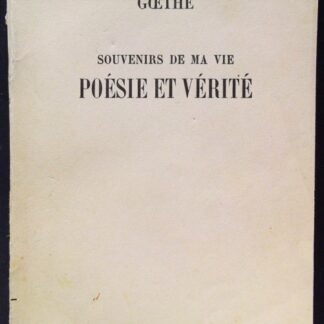 GŒTHE
SOUVENIRS DE MA VIE
POÉSIE ET VÉRITÉ